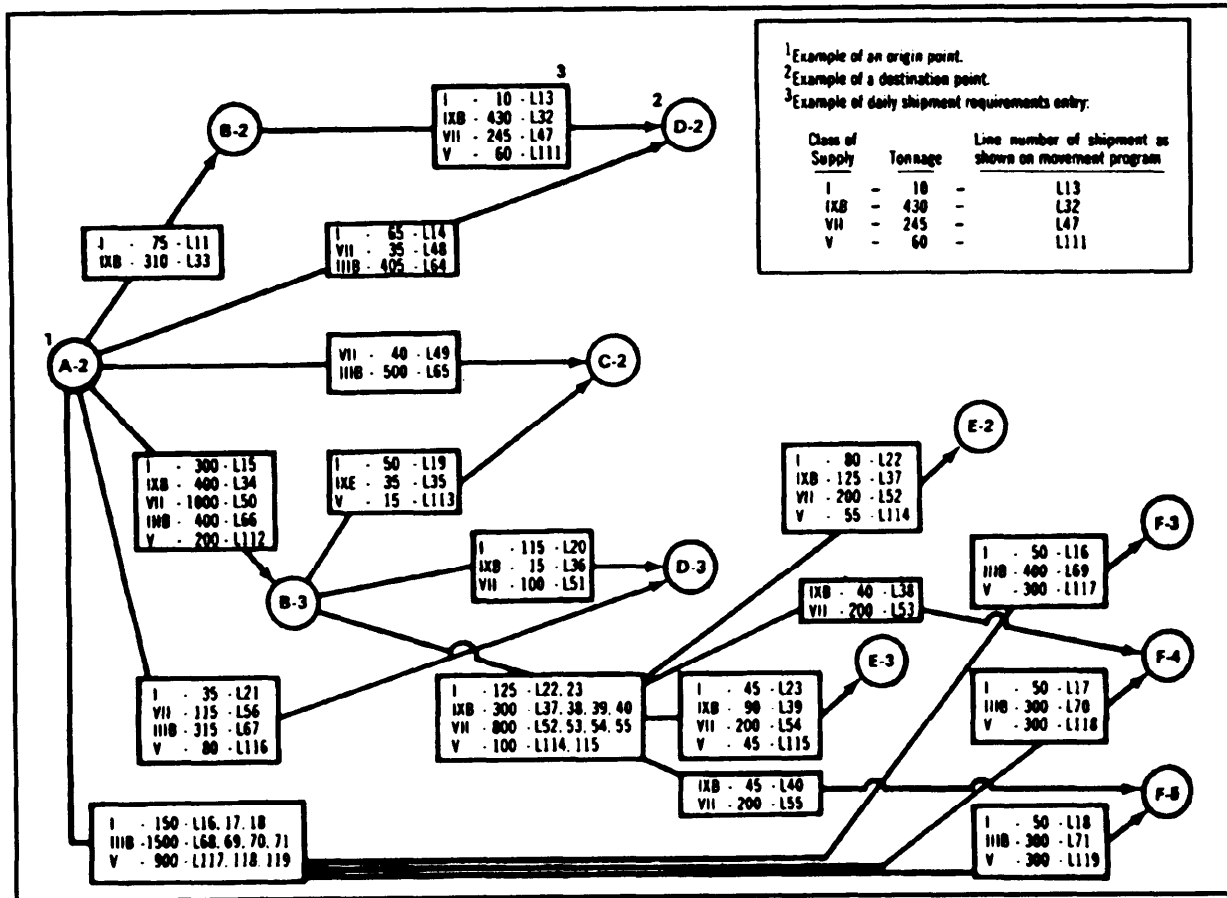 1 Example of an origin point.
2 Example of a destination point.
3 Example of daily shipment requirements entry:
Class of Supply Tonnage Line number of shipment as shown on movement program
I - 10 - L13
IXB - 430 - L32
VII - 245 - L47
V - 60 - L111
3
I - 10 - L13
IXB - 430 - L32
VII - 245 - L47
V - 60 - L111
2
B-2
D-2
I - 75 - L11
IXB - 310 - L33
I - 65 - L14
VII - 35 - L48
IIIB - 405 - L64
1
A-2
VII - 40 - L49
IIIB - 500 - L65
C-2
E-2
I - 300 - L15
IXB - 400 - L34
VII - 1000 - L50
IIIB - 400 - L66
V - 200 - L112
I - 50 - L19
IXE - 35 - L35
V - 15 - L113
I - 80 - L22
IXB - 125 - L37
VII - 200 - L52
V - 55 - L114
F-3
I - 115 - L20
IXB - 15 - L36
VII - 100 - L51
D-3
I - 50 - L16
IIIB - 400 - L69
V - 300 - L117
B-3
IXB - 40 - L38
VII - 200 - L53
E-3
F-4
I - 35 - L21
VII - 115 - L56
IIIB - 315 - L67
V - 80 - L116
I - 125 - L22, 23
IXB - 300 - L37, 38, 39, 40
VII - 800 - L52, 53, 54, 55
V - 100 - L114, 115
I - 45 - L23
IXB - 90 - L39
VII - 200 - L54
V - 45 - L115
I - 50 - L17
IIIB - 300 - L70
V - 300 - L118
IXB - 45 - L40
VII - 200 - L55
F-5
I - 150 - L16, 17, 18
IIIB - 1500 - L68, 69, 70, 71
V - 900 - L117, 118, 119
I - 50 - L18
IIIB - 300 - L71
V - 300 - L119